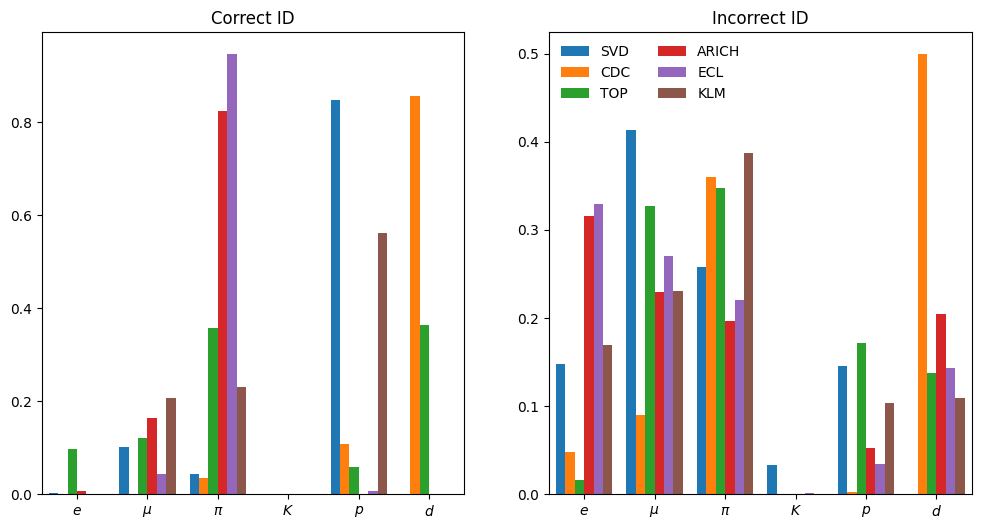 Correct ID
0.8
0.6
0.4
0.2
0.0
e μ π K p d
Incorrect ID
SVD ARICH
CDC ECL
TOP KLM
0.5
0.4
0.3
0.2
0.1
0.0
e μ π K p d